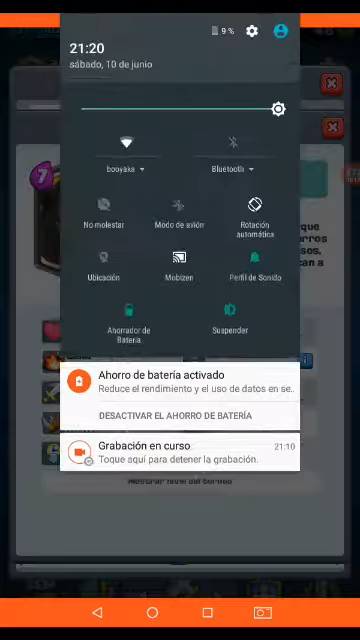 9 %
21:20
sábado, 10 de junio
booyaka
Bluetooth
No molestar
Modo de avión
Rotación
automática
Ubicación
Mobizen
Perfil de Sonido
Ahorrador de
Batería
Suspender
Ahorro de batería activado
Reduce el rendimiento y el uso de datos en se..
DESACTIVAR EL AHORRO DE BATERÍA
Grabación en curso
21:10
Toque aquí para detener la grabación.
7